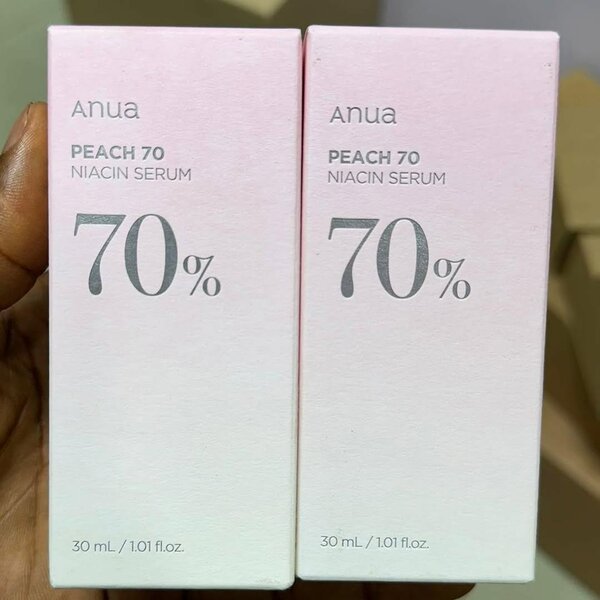 Anua
PEACH 70
NIACIN SERUM
70%
30 mL / 1.01 fl.oz.
Anua
PEACH 70
NIACIN SERUM
70%
30 mL / 1.01 fl.oz.